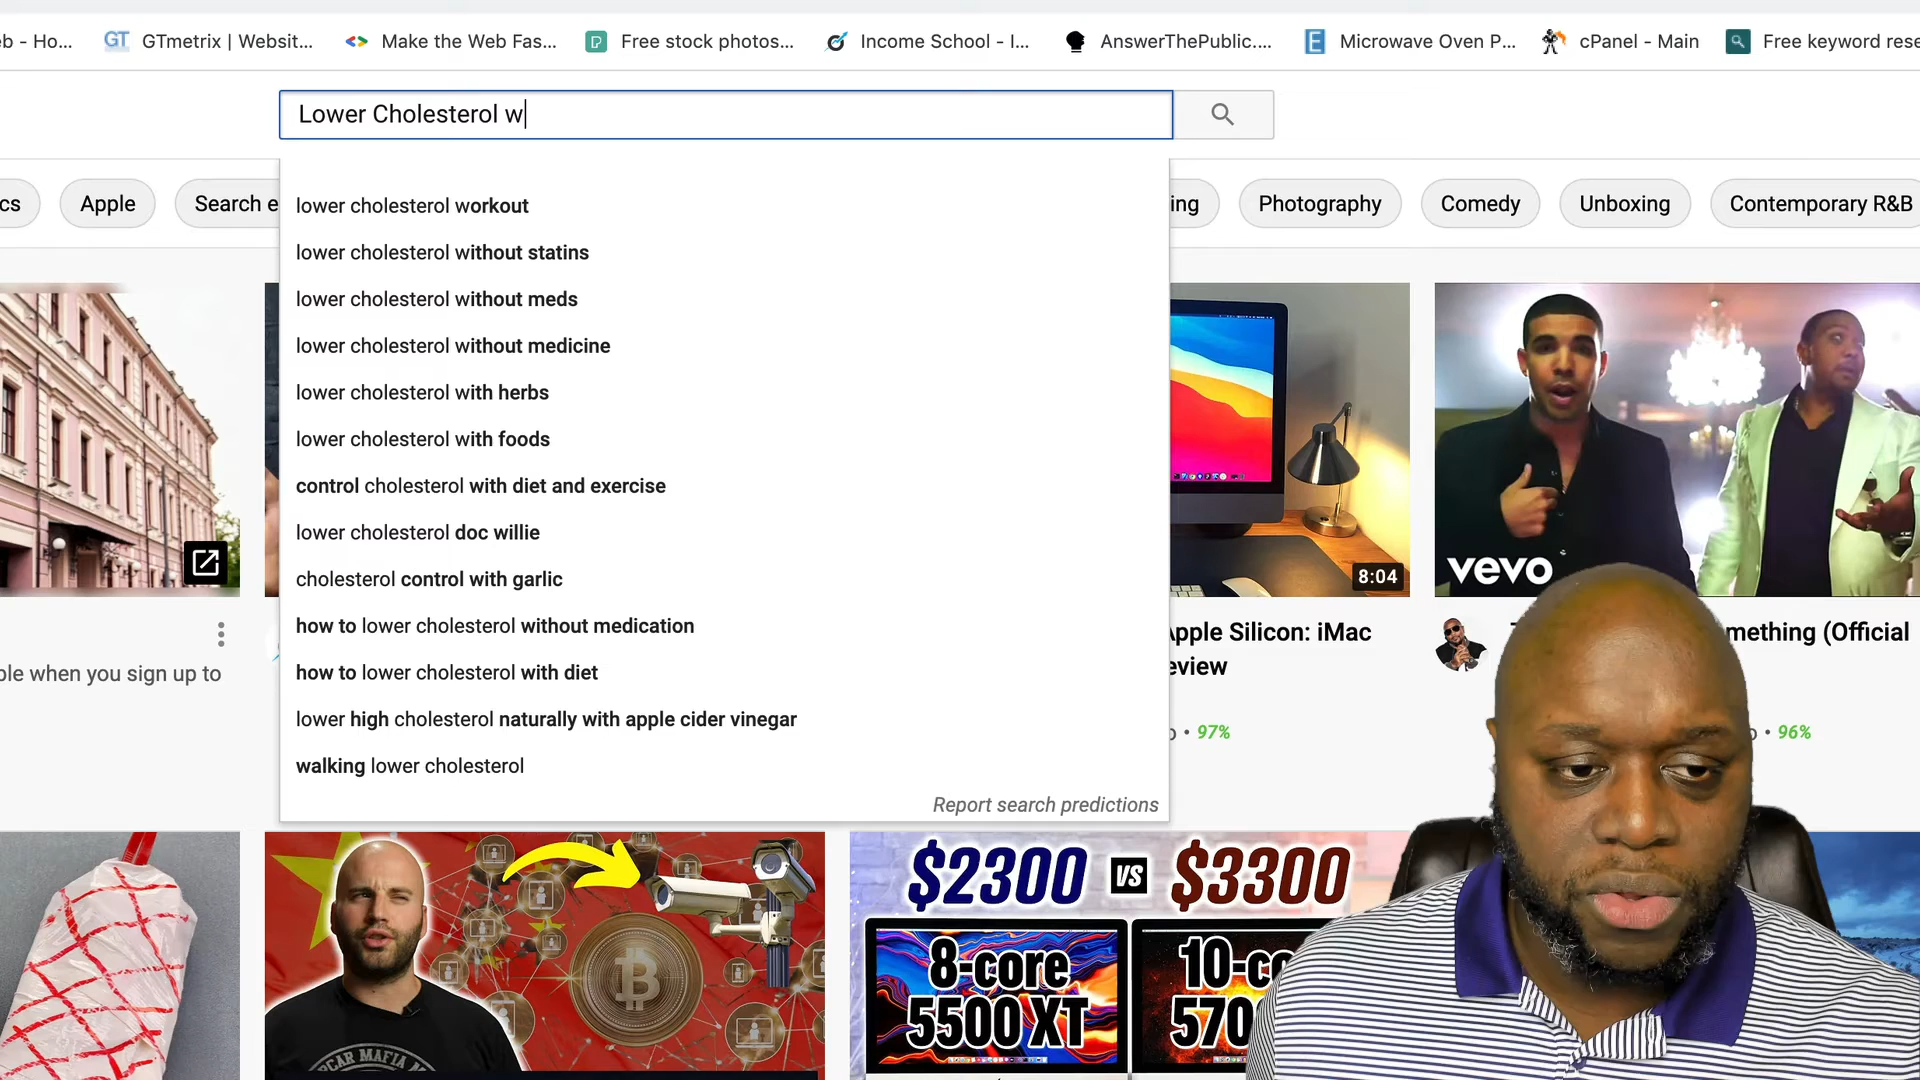 eb - Ho...
GT GTmetrix | Websit...
Make the Web Fas...
Free stock photos...
Income School - I...
AnswerThePublic....
Microwave Oven P...
cPanel - Main
Free keyword rese
Lower Cholesterol w
cs
Apple
Search e
ing
Photography
Comedy
Unboxing
Contemporary R&B
lower cholesterol workout
lower cholesterol without statins
lower cholesterol without meds
lower cholesterol without medicine
lower cholesterol with herbs
lower cholesterol with foods
control cholesterol with diet and exercise
lower cholesterol doc willie
cholesterol control with garlic
how to lower cholesterol without medication
how to lower cholesterol with diet
lower high cholesterol naturally with apple cider vinegar
walking lower cholesterol
Report search predictions
8:04
vevo
ple when you sign up to
Apple Silicon: iMac
eview
• 97%
mething (Official
• 96%
$2300 VS $3300
8-core
5500 XT
10-co
570
CAR MAFIA M